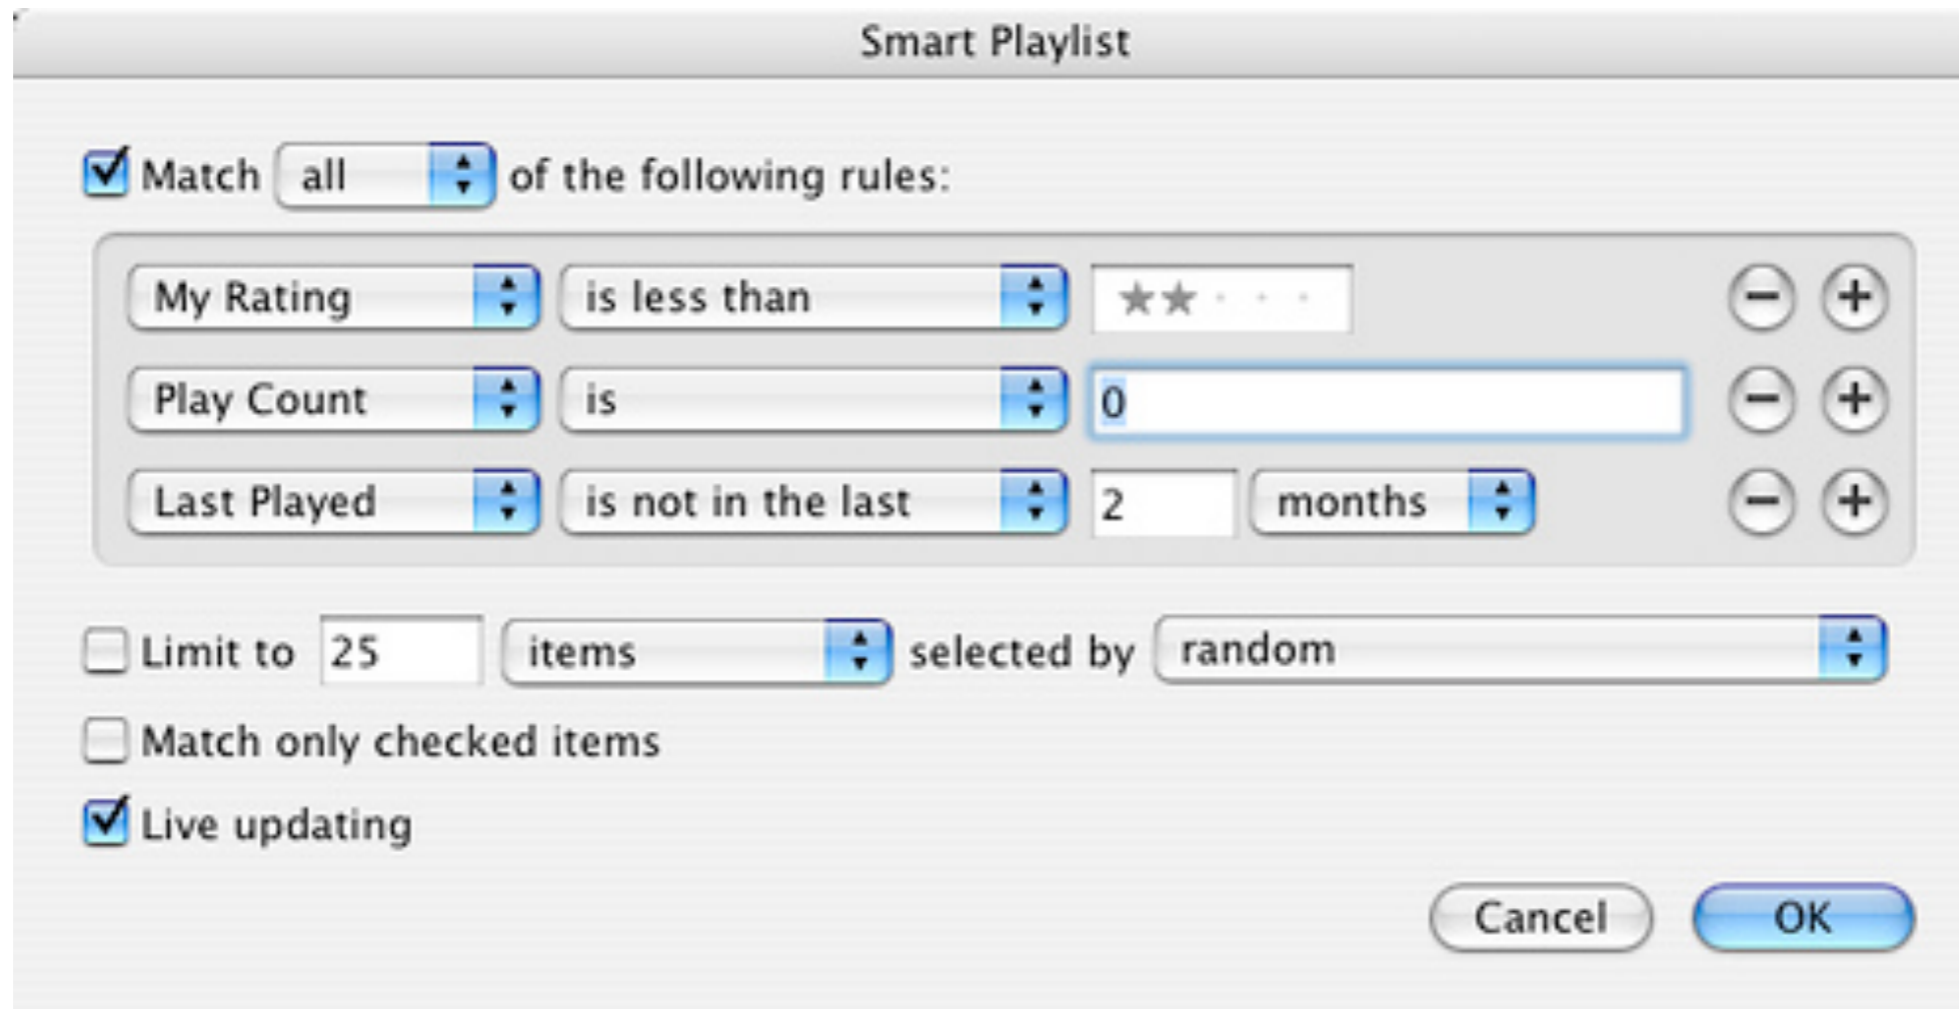 Smart Playlist
Match all of the following rules:
My Rating is less than ★★···
Play Count is 0
Last Played is not in the last 2 months
Limit to 25 items selected by random
Match only checked items
Live updating
Cancel OK